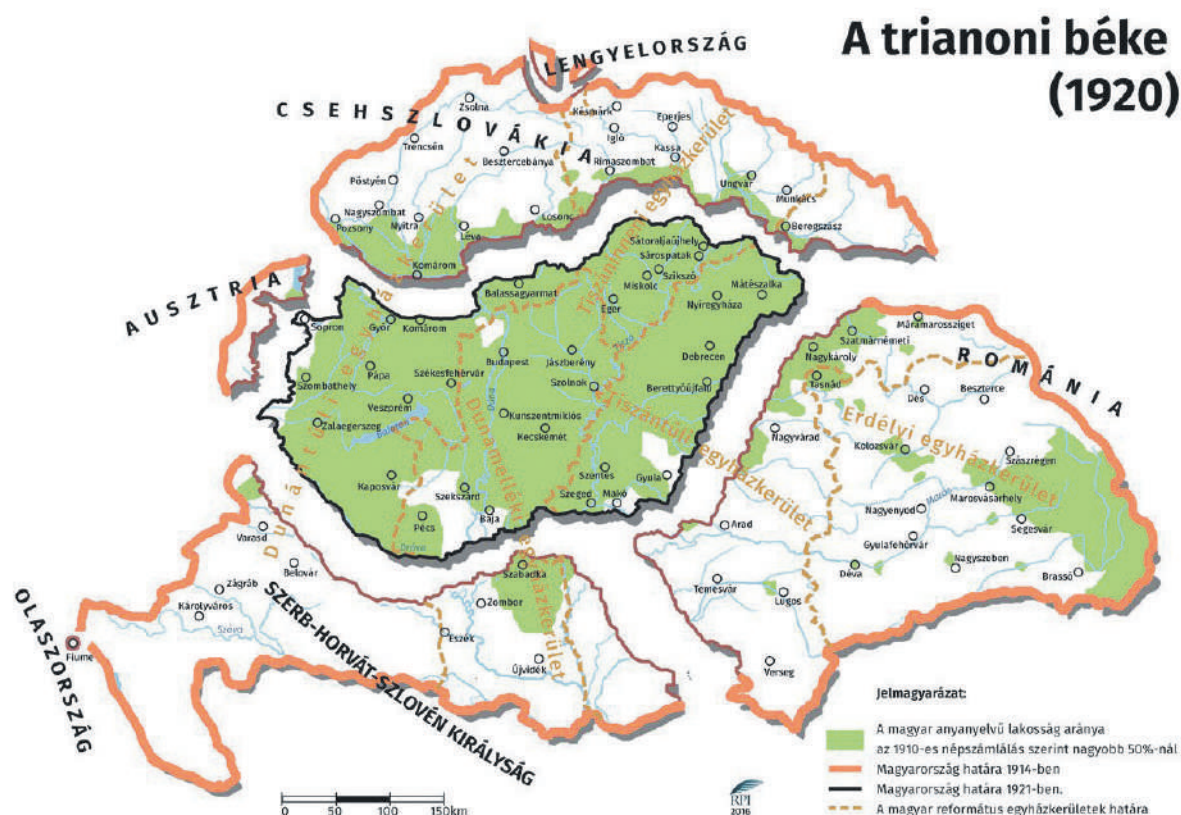 A trianoni béke
(1920)
LENGYELORSZÁG
CSEHSZLOVÁKIA
AUSZTRIA
ROMÁNIA
OLASZORSZÁG
SZERB-HORVÁT-SZLOVÉN KIRÁLYSÁG
Zsolna
Késmárk
Igló
Eperjes
Kassa
Trencsén
Besztercebánya
Rimaszombat
Pöstyén
Ungvár
Munkács
Nagyszombat
Pozsony
Nyitra
Léva
Losonc
Beregszász
Komárom
Sátoraljaújhely
Sárospatak
Szikszó
Miskolc
Balassagyarmat
Mátészalka
Eger
Nyíregyháza
Sopron
Győr
Komárom
Budapest
Jászberény
Tisza
Debrecen
Szombathely
Pápa
Székesfehérvár
Szolnok
Berettyóújfalu
Veszprém
Duna
Kunszentmiklós
Zalaegerszeg
Balaton
Kecskemét
Kaposvár
Szekszárd
Szentes
Gyula
Szeged
Makó
Pécs
Baja
Dráva
Máramarossziget
Szatmárnémeti
Nagykároly
Tasnád
Dés
Beszterce
Nagyvárad
Kolozsvár
Szászrégen
Maros
Marosvásárhely
Nagyenyed
Segesvár
Arad
Gyulafehérvár
Déva
Nagyszeben
Brassó
Temesvár
Lugos
Verseg
Varasd
Belovár
Zágráb
Károlyváros
Száva
Fiume
Szabadka
Zombor
Eszék
Újvidék
Dunántúli egyházkerület
Dunamelléki egyházkerület
Tiszáninneni egyházkerület
Tiszántúli egyházkerület
Erdélyi egyházkerület
Jelmagyarázat:
A magyar anyanyelvű lakosság aránya
az 1910-es népszámlálás szerint nagyobb 50%-nál
Magyarország határa 1914-ben
Magyarország határa 1921-ben.
A magyar református egyházkerületek határa
0 50 100 150km
RPI
2016